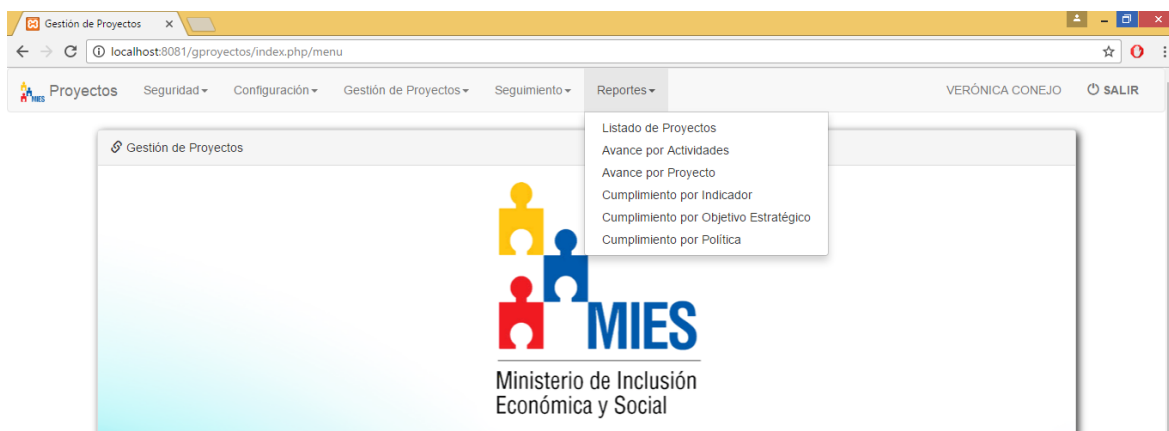 Gestión de Proyectos
localhost:8081/gproyectos/index.php/menu
MIES Proyectos Seguridad Configuración Gestión de Proyectos Seguimiento Reportes VERÓNICA CONEJO SALIR
Listado de Proyectos
Gestión de Proyectos
Avance por Actividades
Avance por Proyecto
Cumplimiento por Indicador
Cumplimiento por Objetivo Estratégico
Cumplimiento por Política
MIES
Ministerio de Inclusión
Económica y Social